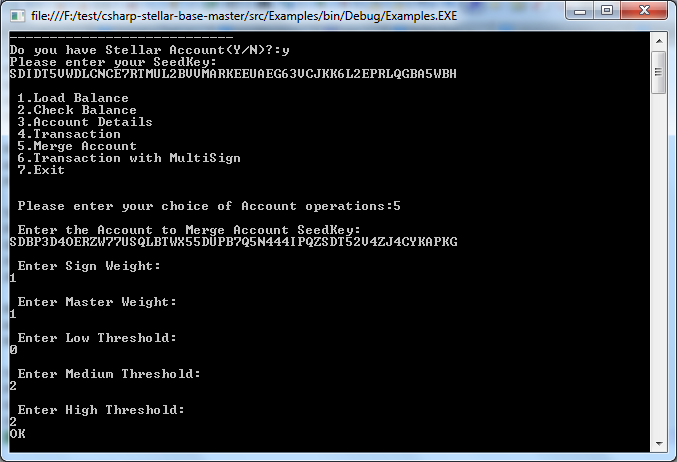 file:///F:/test/csharp-stellar-base-master/src/Examples/bin/Debug/Examples.EXE
----------------------------
Do you have Stellar Account(Y/N)?:y
Please enter your SeedKey:
SDIDT5VWDLCNCE7RTMUL2BVVMARKEEUAEG63VCJKK6L2EPRLQGBA5WBH
1.Load Balance
2.Check Balance
3.Account Details
4.Transaction
5.Merge Account
6.Transaction with MultiSign
7.Exit
Please enter your choice of Account operations:5
Enter the Account to Merge Account SeedKey:
SDBP3D4OERZW77USQLBTWX55DUPB7Q5N444IPQZSDT52V4ZJ4CYKAPKG
Enter Sign Weight:
1
Enter Master Weight:
1
Enter Low Threshold:
0
Enter Medium Threshold:
2
Enter High Threshold:
2
OK